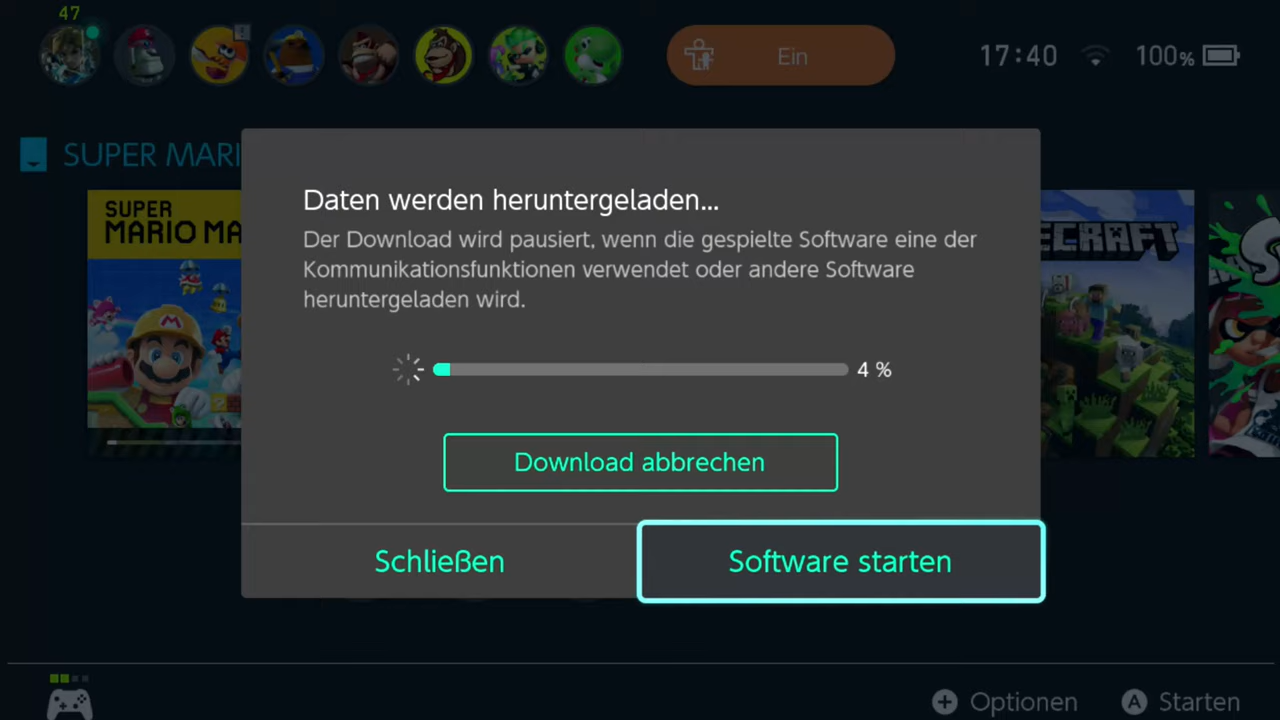 47
Ein
17:40
100%
SUPER MARI
SUPER
MARIO MA
ECRAFT
Daten werden heruntergeladen...
Der Download wird pausiert, wenn die gespielte Software eine der
Kommunikationsfunktionen verwendet oder andere Software
heruntergeladen wird.
4 %
Download abbrechen
Schließen
Software starten
+ Optionen
A Starten